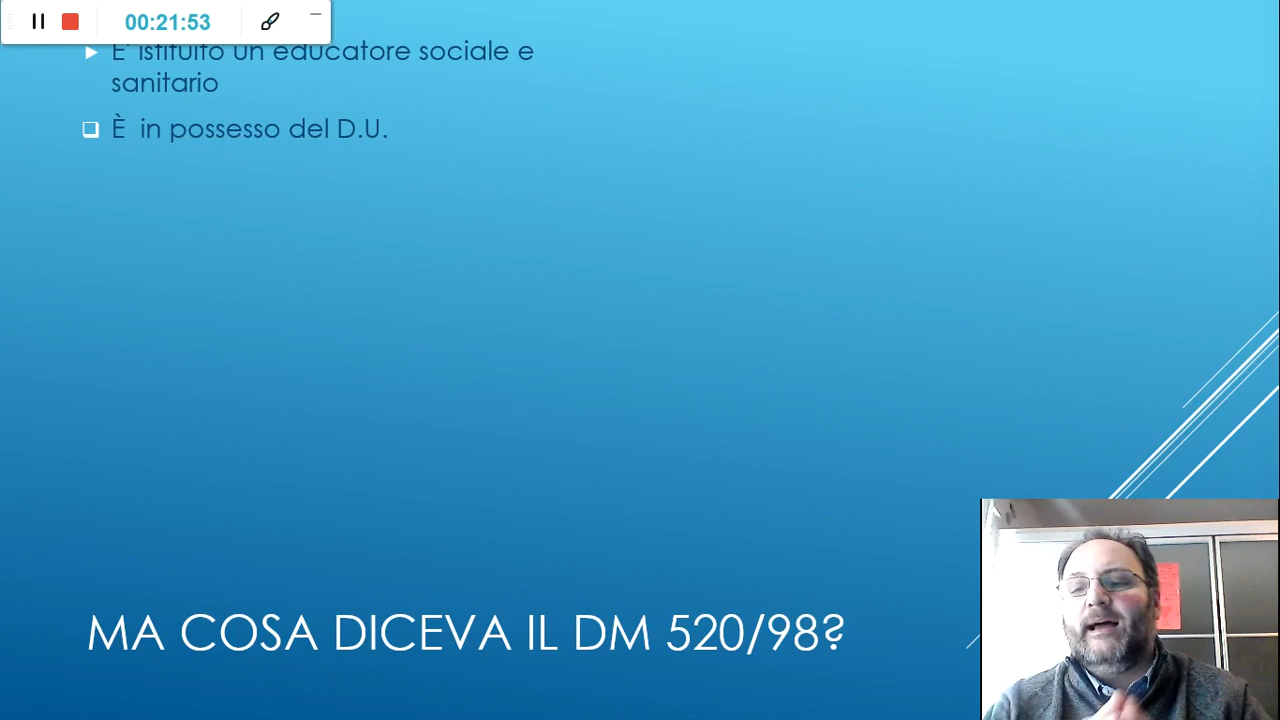 00:21:53
E' istituito un educatore sociale e
sanitario
È in possesso del D.U.
MA COSA DICEVA IL DM 520/98?